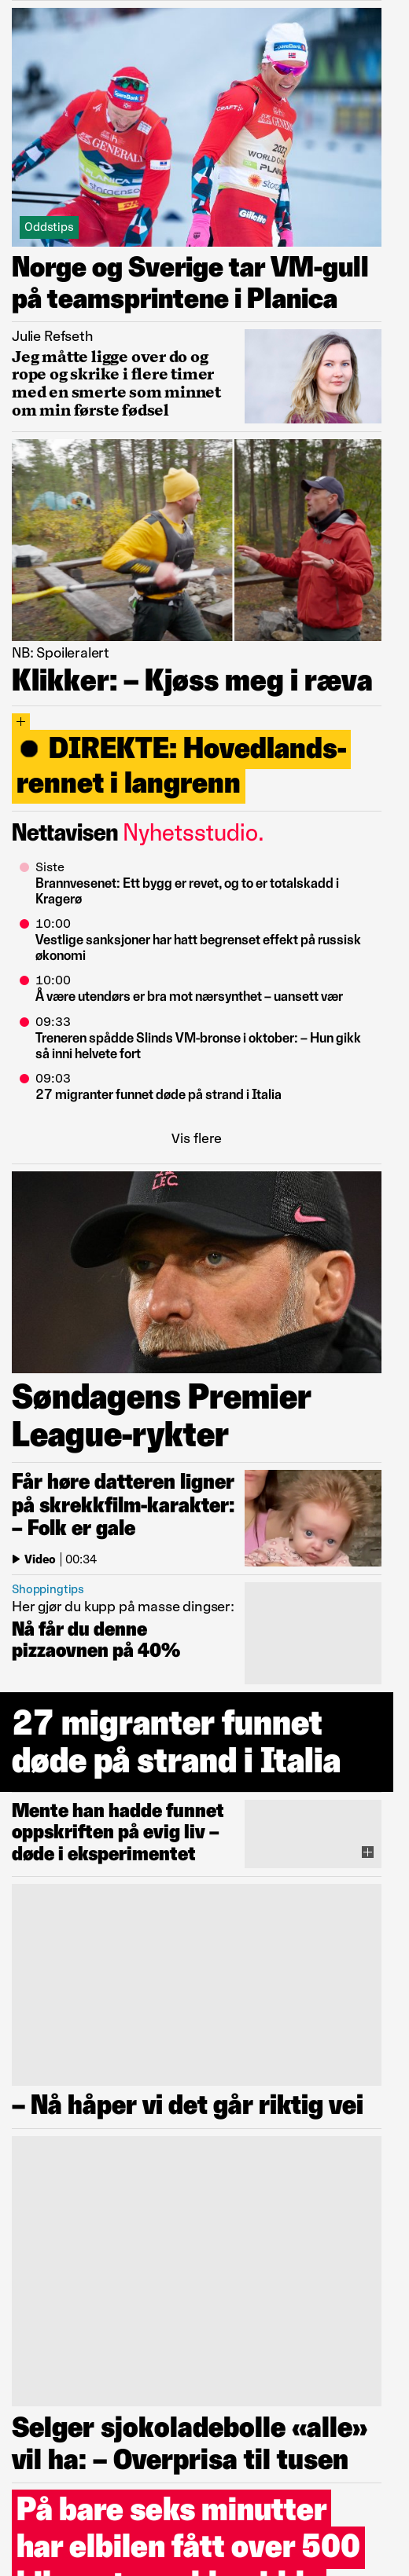 GENERALI
CRAFT
Gillette
Oddstips
Norge og Sverige tar VM-gull
på teamsprintene i Planica
Julie Refseth
Jeg måtte ligge over do og
rope og skrike i flere timer
med en smerte som minnet
om min første fødsel
NB: Spoileralert
Klikker: – Kjøss meg i ræva
+
DIREKTE: Hovedlands-
rennet i langrenn
Nettavisen Nyhetsstudio.
Siste
Brannvesenet: Ett bygg er revet, og to er totalskadd i
Kragerø
10:00
Vestlige sanksjoner har hatt begrenset effekt på russisk
økonomi
10:00
Å være utendørs er bra mot nærsynthet – uansett vær
09:33
Treneren spådde Slinds VM-bronse i oktober: – Hun gikk
så inni helvete fort
09:03
27 migranter funnet døde på strand i Italia
Vis flere
Søndagens Premier
League-rykter
Får høre datteren ligner
på skrekkfilm-karakter:
– Folk er gale
Video | 00:34
Shoppingtips
Her gjør du kupp på masse dingser:
Nå får du denne
pizzaovnen på 40%
27 migranter funnet
døde på strand i Italia
Mente han hadde funnet
oppskriften på evig liv –
døde i eksperimentet
– Nå håper vi det går riktig vei
Selger sjokoladebolle «alle»
vil ha: – Overprisa til tusen
På bare seks minutter
har elbilen fått over 500